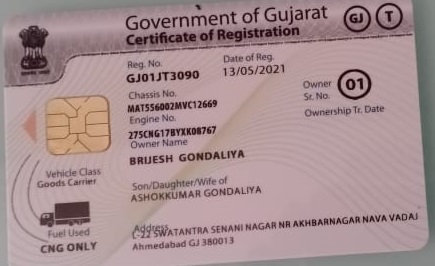 Government of Gujarat
Certificate of Registration
GJ
T
Reg. No.
GJ01JT3090
Date of Reg.
13/05/2021
Chassis No.
MAT556002MVC12669
Engine No.
275CNG17BYXK08767
Owner Sr. No.
01
Ownership Tr. Date
Owner Name
BRIJESH GONDALIYA
Vehicle Class
Goods Carrier
Son/Daughter/Wife of
ASHOKKUMAR GONDALIYA
Fuel Used
CNG ONLY
Address
L-22 SWATANTRA SENANI NAGAR NR AKHBARNAGAR NAVA VADAJ
Ahmedabad GJ 380013